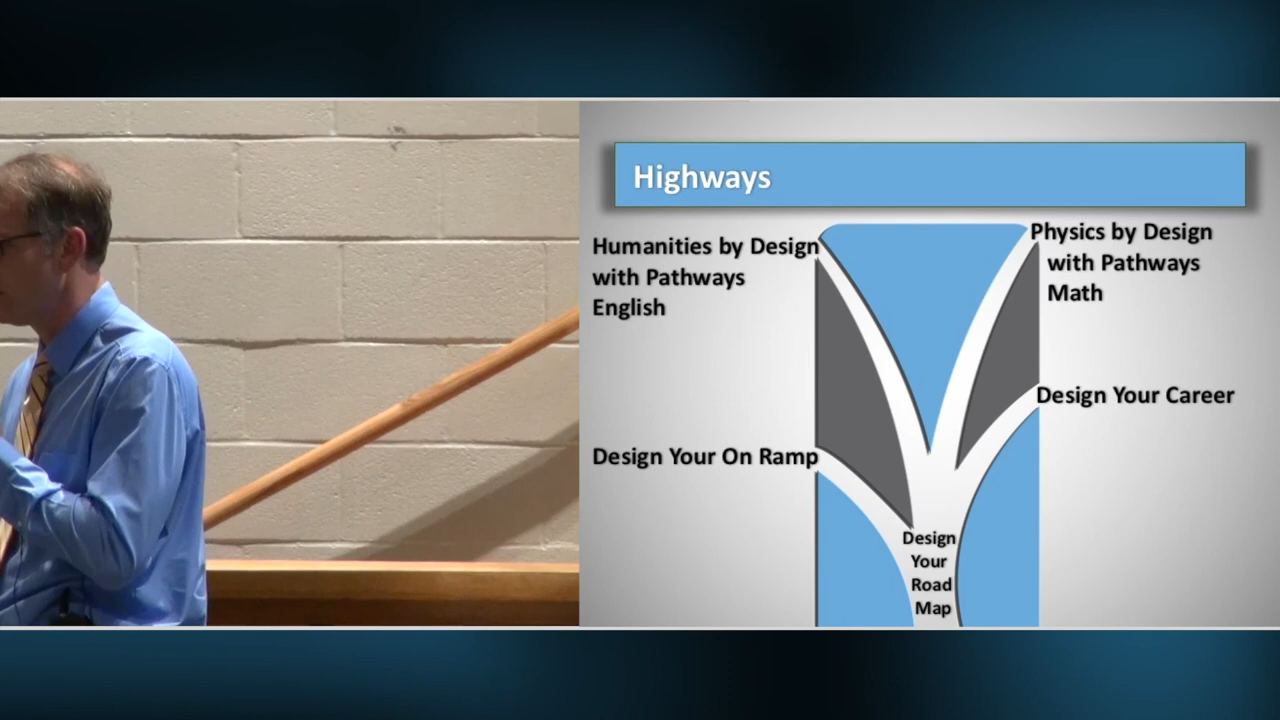 Highways
Humanities by Design
with Pathways
English
Physics by Design
with Pathways
Math
Design Your Career
Design Your On Ramp
Design
Your
Road
Map